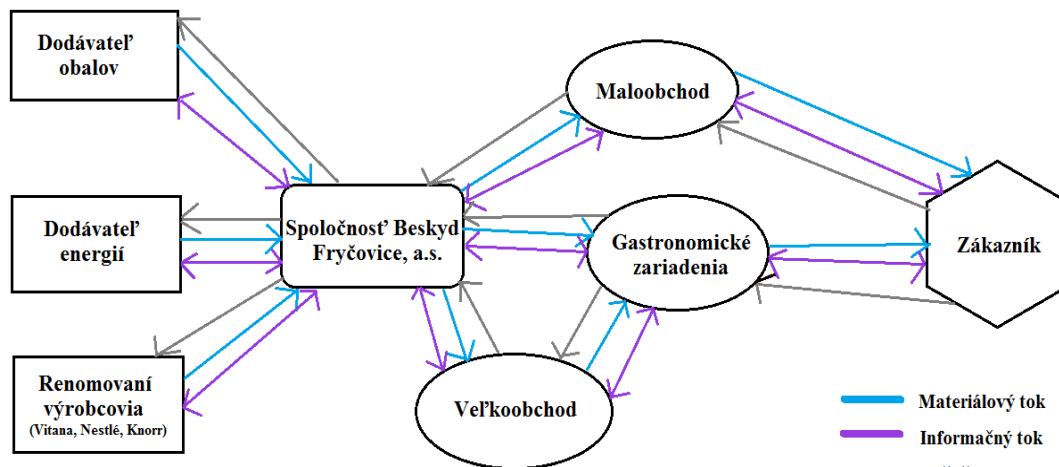 Dodávateľ
obalov
Maloobchod
Dodávateľ
energií
Spoločnosť Beskyd
Fryčovice, a.s.
Gastronomické
zariadenia
Zákazník
Renomovaní
výrobcovia
(Vitana, Nestlé, Knorr)
Veľkoobchod
Materiálový tok
Informačný tok